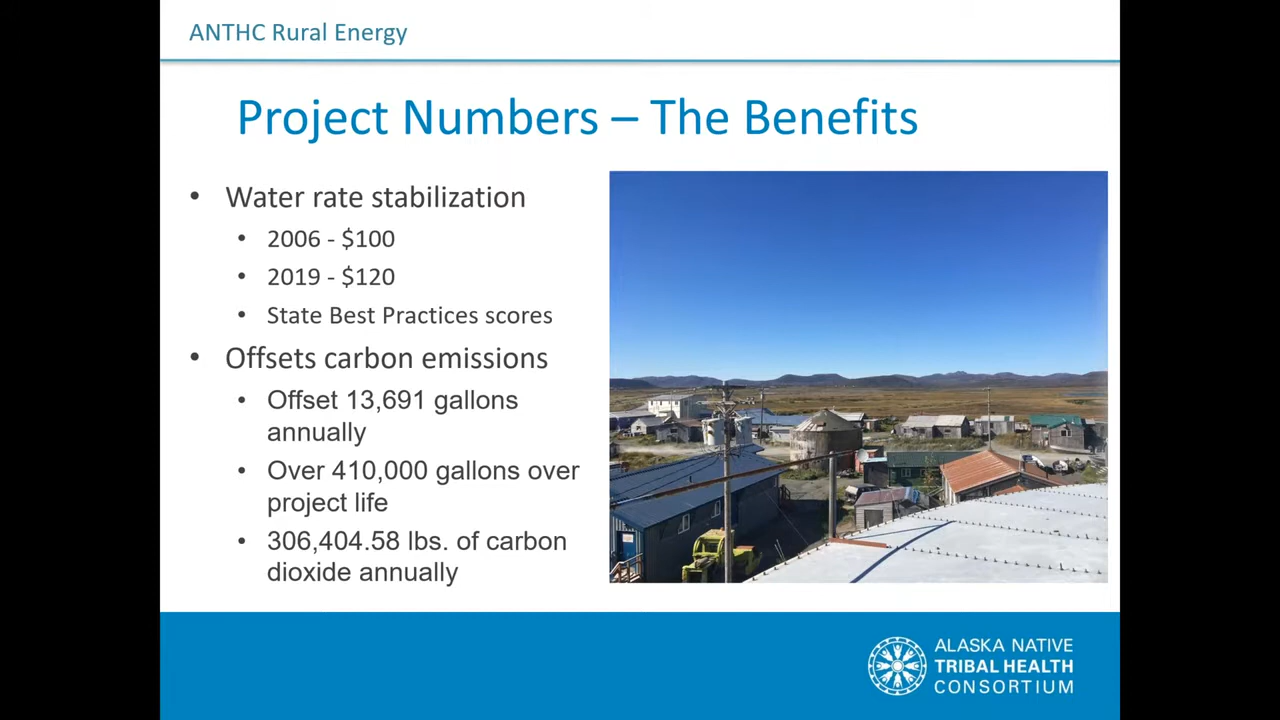 ANTHC Rural Energy
Project Numbers – The Benefits
• Water rate stabilization
• 2006 - $100
• 2019 - $120
• State Best Practices scores
• Offsets carbon emissions
• Offset 13,691 gallons
annually
• Over 410,000 gallons over
project life
• 306,404.58 lbs. of carbon
dioxide annually
ALASKA NATIVE
TRIBAL HEALTH
CONSORTIUM